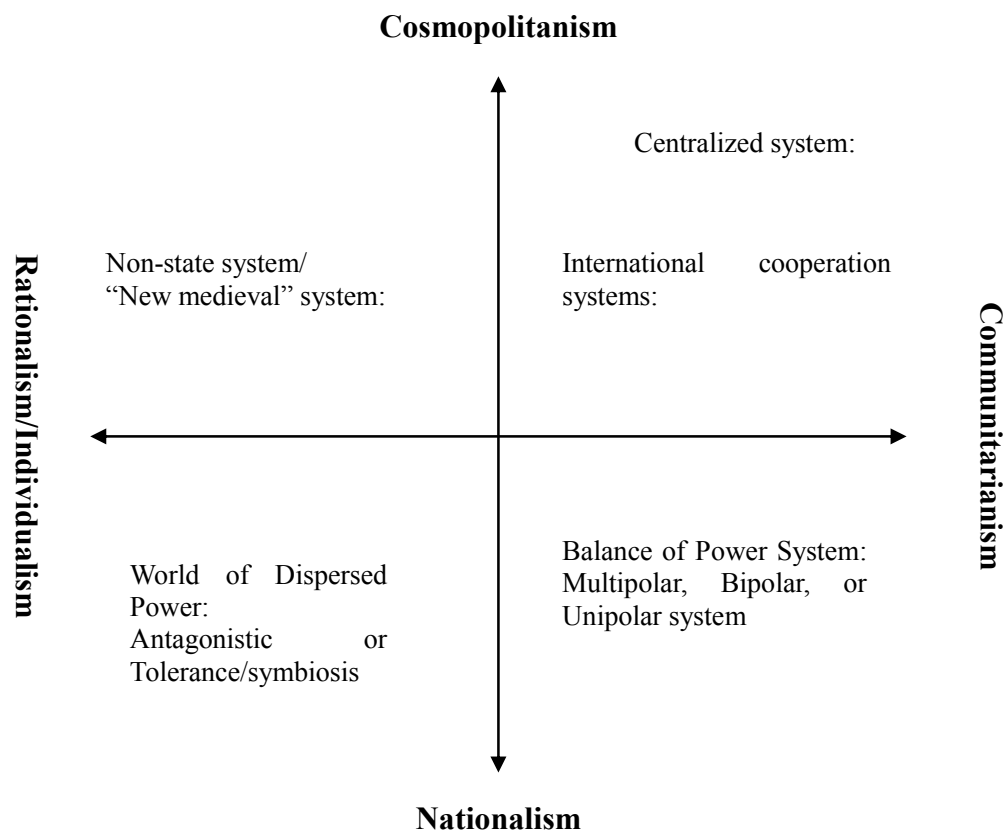 Cosmopolitanism
Centralized system:
Rationalism/Individualism
Non-state system/
“New medieval” system:
International cooperation
systems:
Communitarianism
World of Dispersed
Power:
Antagonistic or
Tolerance/symbiosis
Balance of Power System:
Multipolar, Bipolar, or
Unipolar system
Nationalism